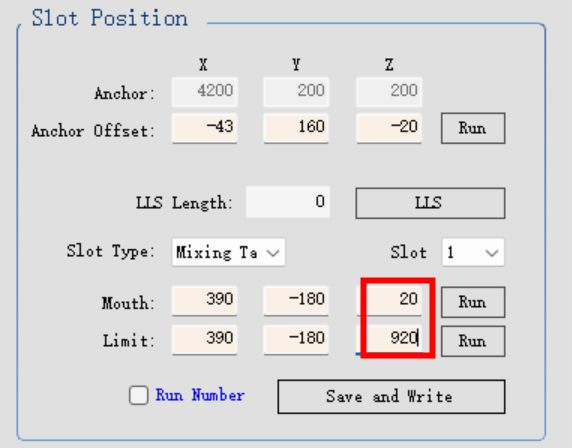 Slot Position
X Y Z
Anchor: 4200 200 200
Anchor Offset: -43 160 -20 Run
LLS Length: 0 LLS
Slot Type: Mixing Ta Slot 1
Mouth: 390 -180 20 Run
Limit: 390 -180 920 Run
Run Number Save and Write